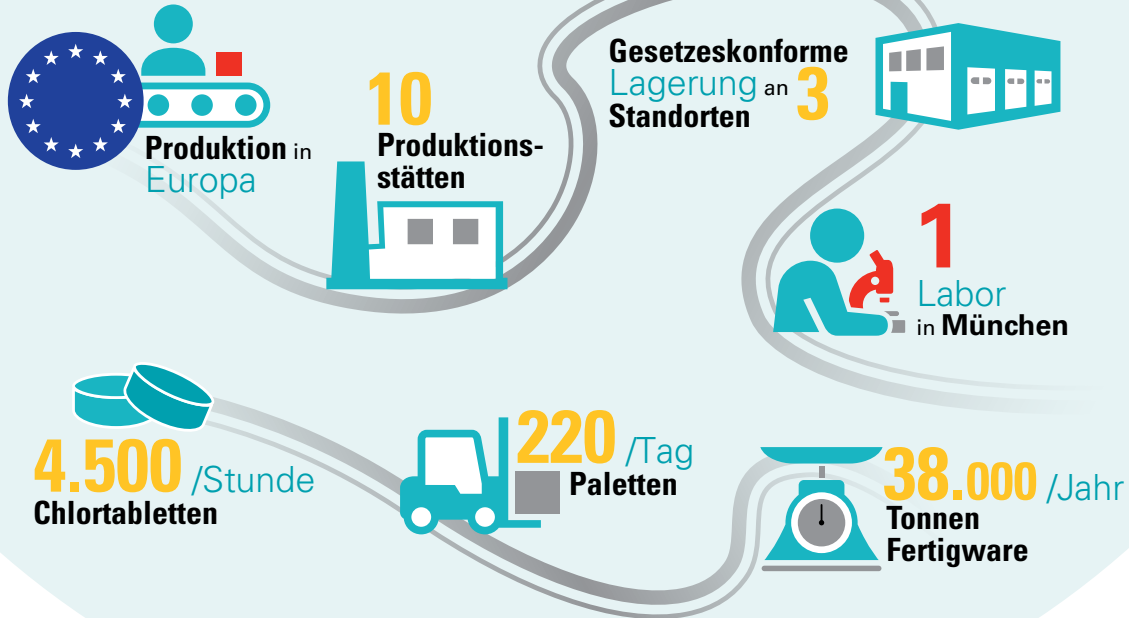 Produktion in
Europa
10
Produktions-
stätten
Gesetzeskonforme
Lagerung an 3
Standorten
1
Labor
in München
4.500 /Stunde
Chlortabletten
220 /Tag
Paletten
38.000 /Jahr
Tonnen
Fertigware